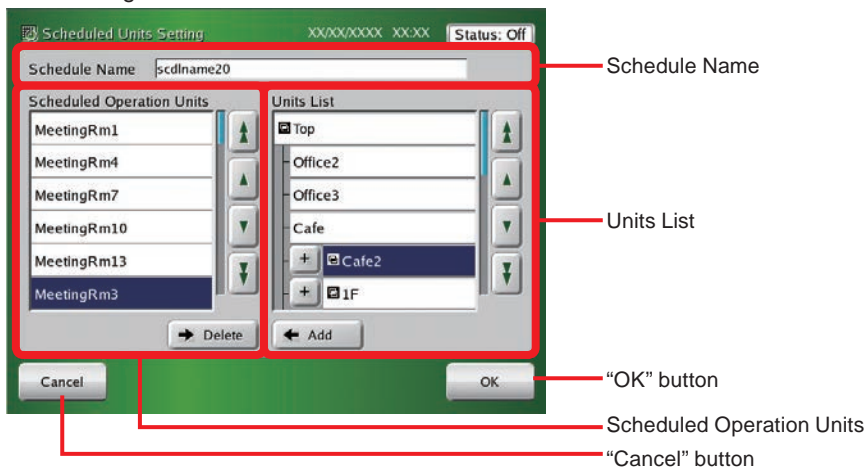 Scheduled Units Setting XX/XX/XXXX XX:XX Status: Off
Schedule Name scdlname20
Schedule Name
Scheduled Operation Units
MeetingRm1
MeetingRm4
MeetingRm7
MeetingRm10
MeetingRm13
MeetingRm3
Delete
Units List
Top
Office2
Office3
Cafe
+ Cafe2
+ 1F
Add
Units List
Cancel
OK
“OK” button
Scheduled Operation Units
“Cancel” button